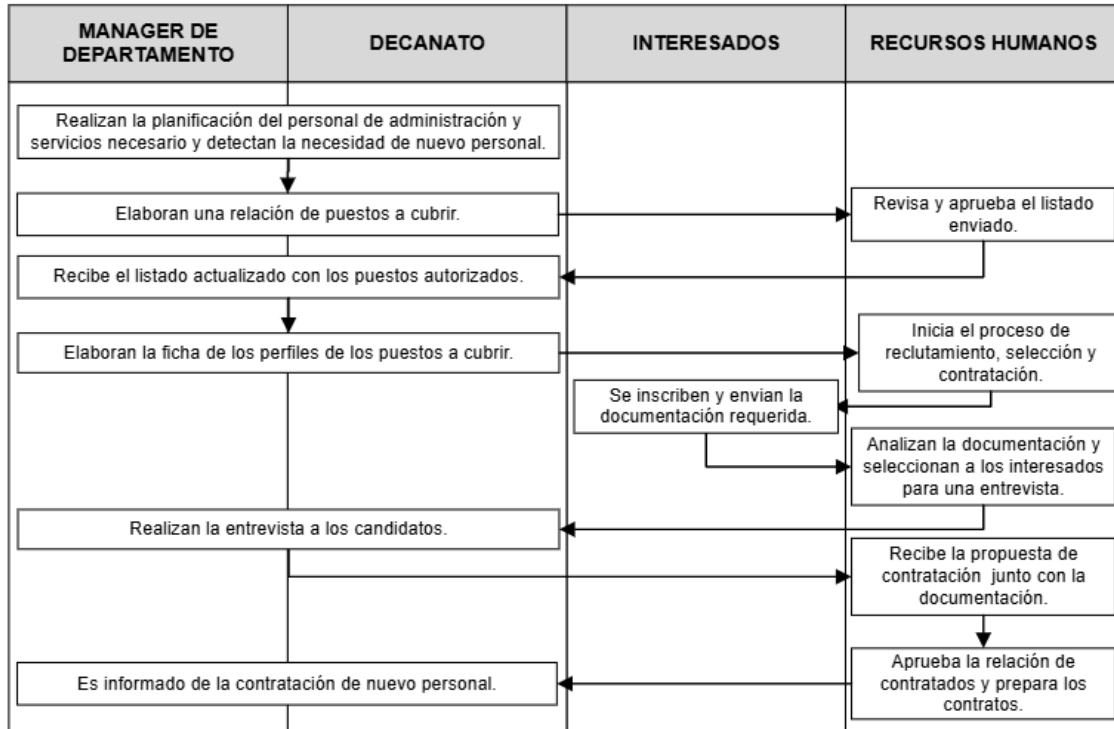 MANAGER DE
DEPARTAMENTO
DECANATO
INTERESADOS
RECURSOS HUMANOS
Realizan la planificación del personal de administración y
servicios necesario y detectan la necesidad de nuevo personal.
Elaboran una relación de puestos a cubrir.
Revisa y aprueba el listado
enviado.
Recibe el listado actualizado con los puestos autorizados.
Elaboran la ficha de los perfiles de los puestos a cubrir.
Inicia el proceso de
reclutamiento, selección y
contratación.
Se inscriben y envian la
documentación requerida.
Analizan la documentación y
seleccionan a los interesados
para una entrevista.
Realizan la entrevista a los candidatos.
Recibe la propuesta de
contratación junto con la
documentación.
Aprueba la relación de
contratados y prepara los
contratos.
Es informado de la contratación de nuevo personal.